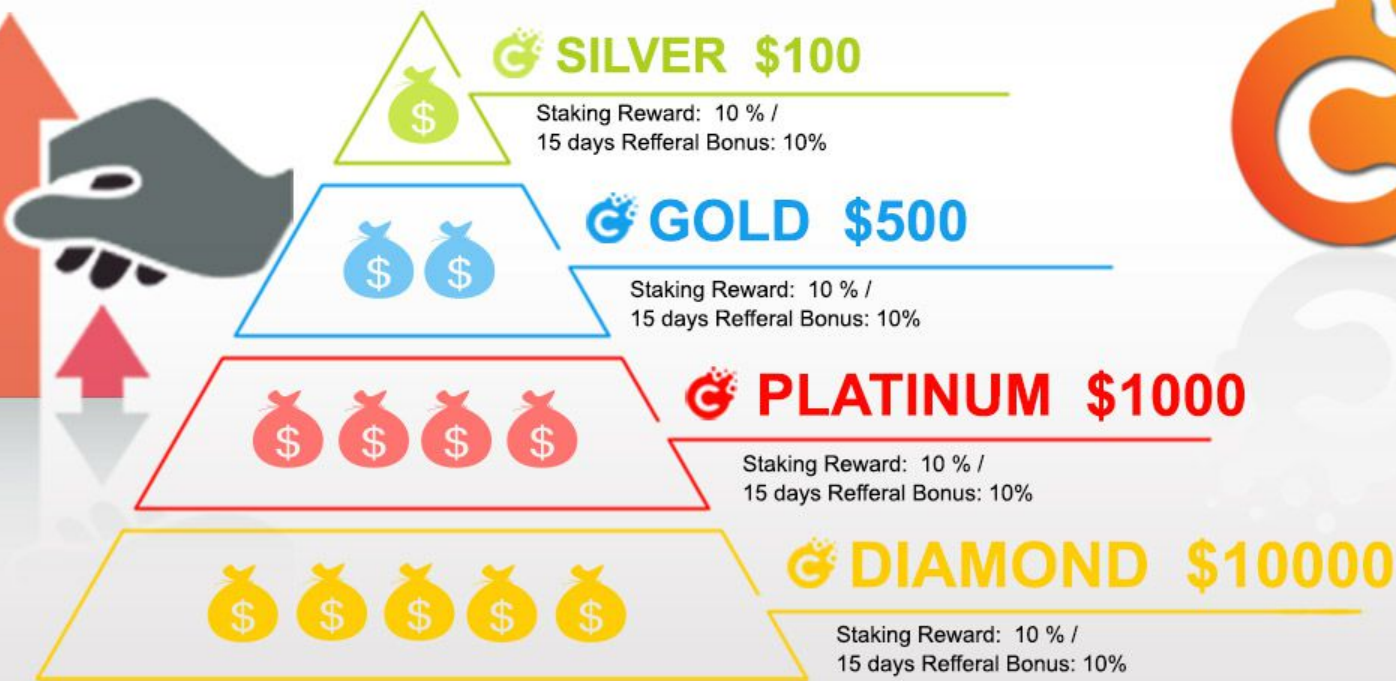 SILVER $100
Staking Reward: 10 % /
15 days Refferal Bonus: 10%
GOLD $500
Staking Reward: 10 % /
15 days Refferal Bonus: 10%
PLATINUM $1000
Staking Reward: 10 % /
15 days Refferal Bonus: 10%
DIAMOND $10000
Staking Reward: 10 % /
15 days Refferal Bonus: 10%